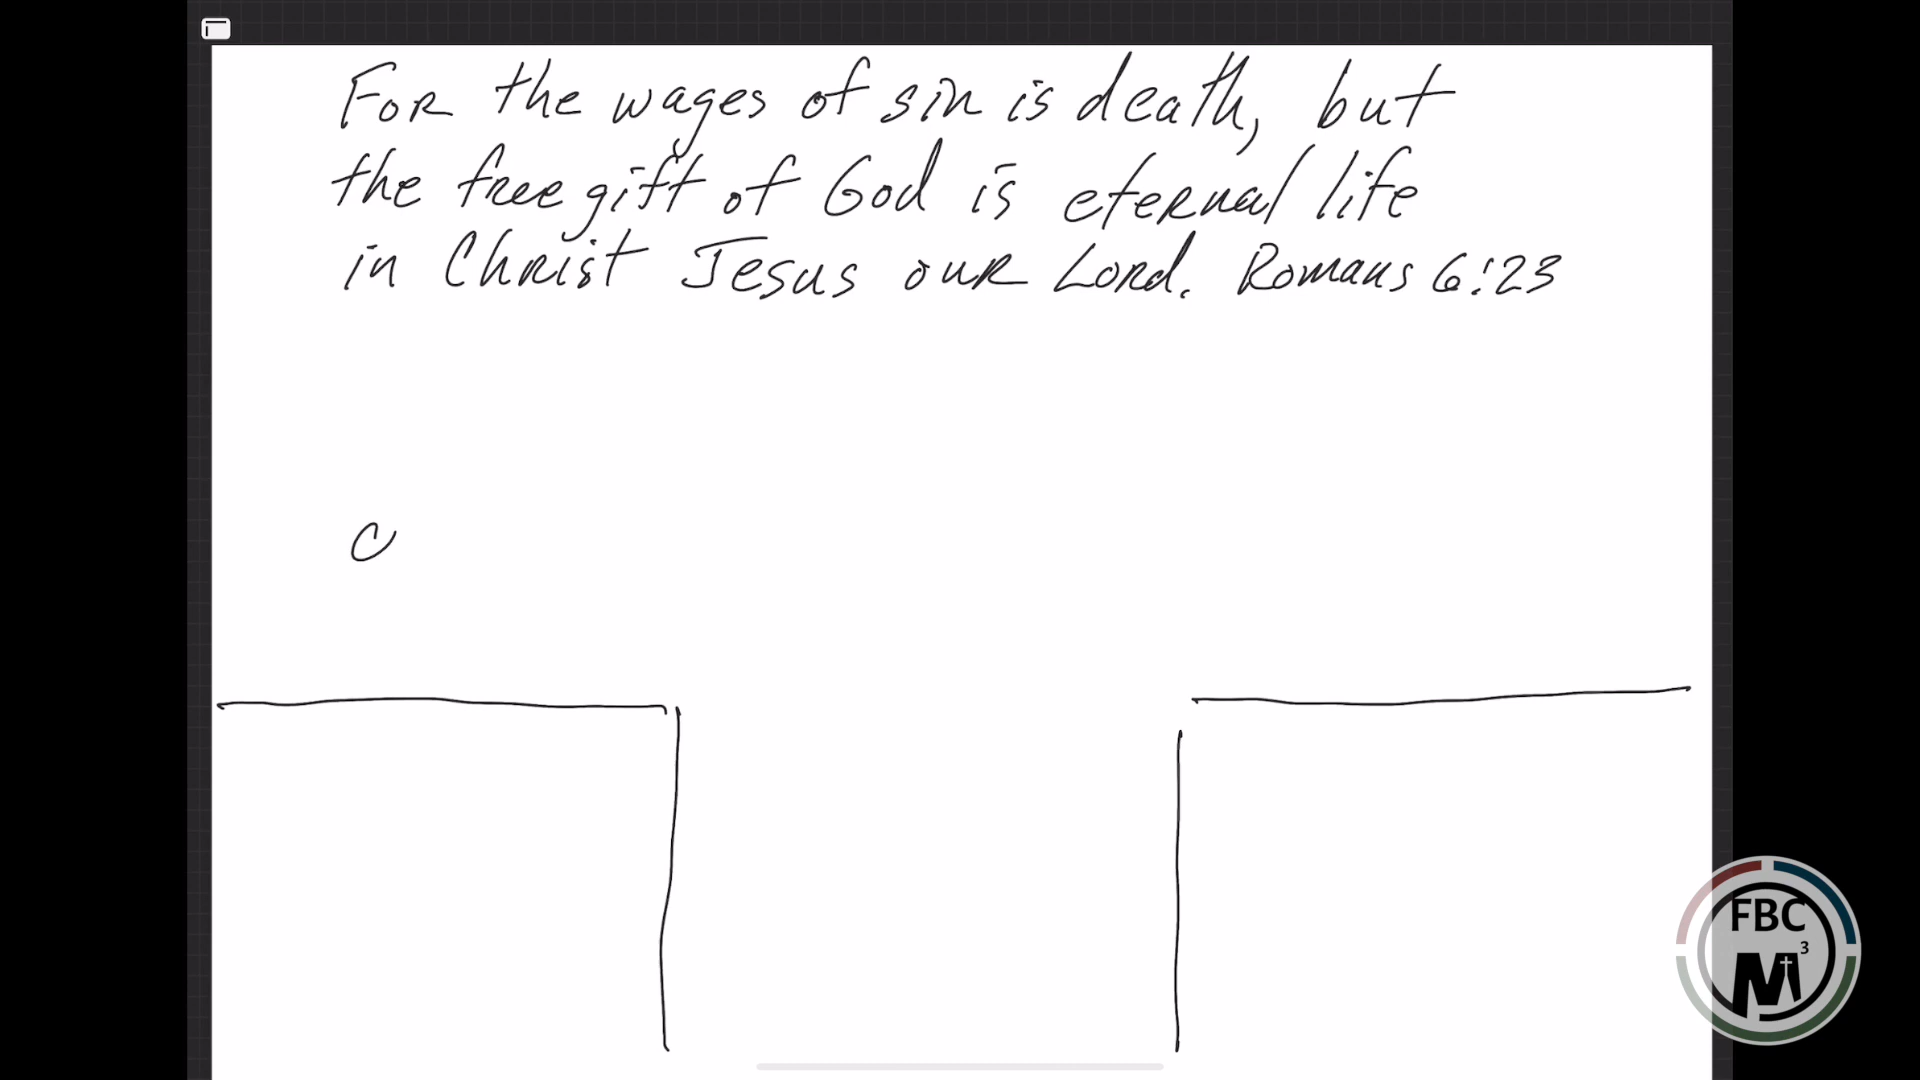 For the wages of sin is death, but
the free gift of God is eternal life
in Christ Jesus our Lord. Romans 6:23
FBC
M3